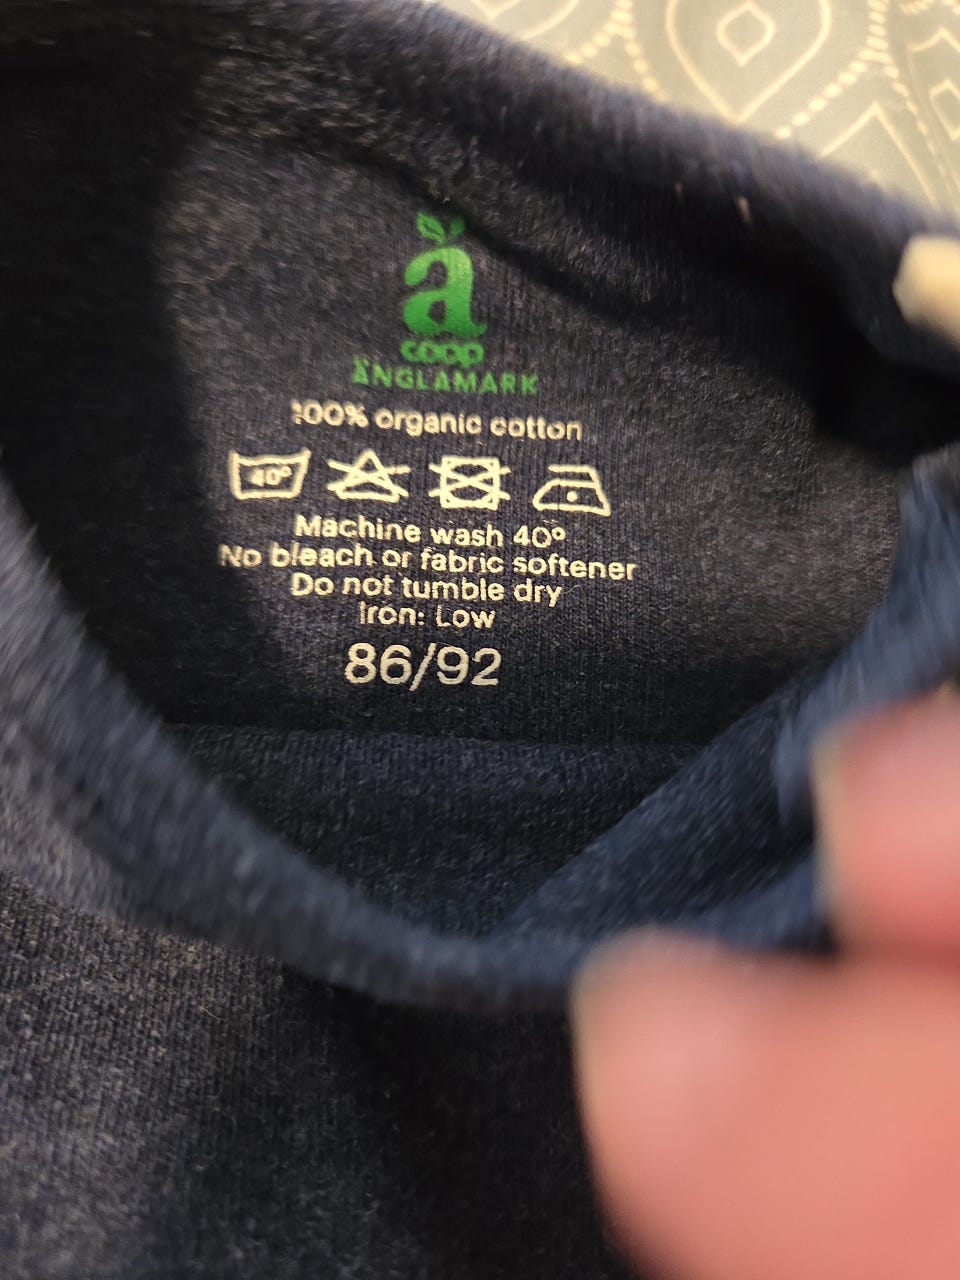 ä
coop
ÄNGLAMARK
100% organic cotton
40°
Machine wash 40°
No bleach or fabric softener
Do not tumble dry
Iron: Low
86/92